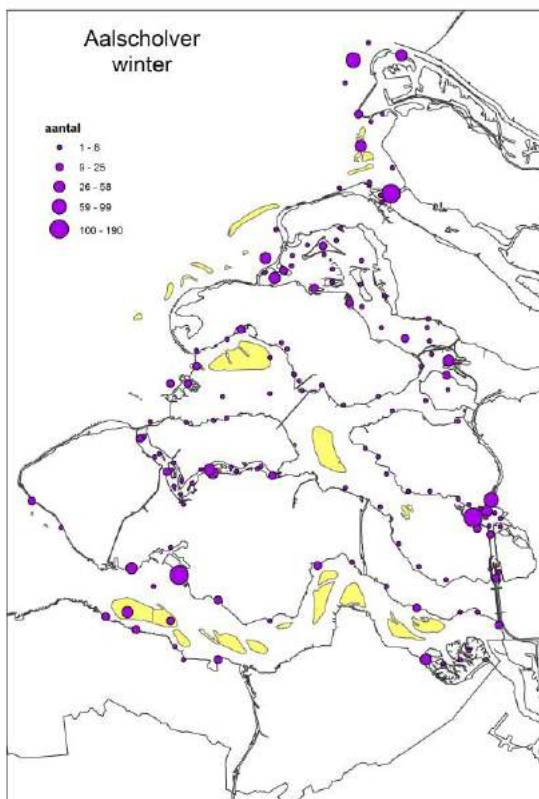 Aalscholver
winter
aantal
1 - 8
9 - 25
26 - 58
59 - 99
100 - 190